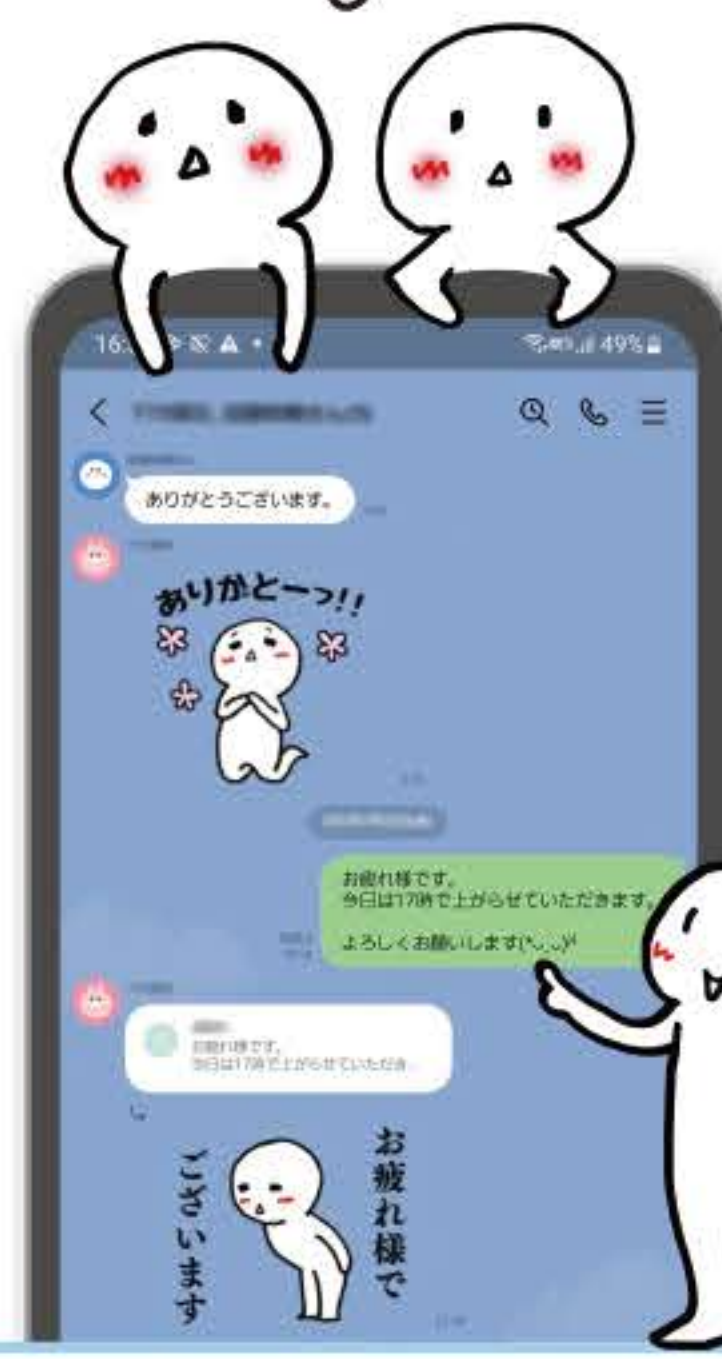 49%
ありがとうございます。
ありがとーっ!!
お疲れ様です。
今日は17時で上がらせていただきます。
よろしくお願いします
お疲れ様です。
今日は17時で上がらせていただき...
お疲れ様で
ございます